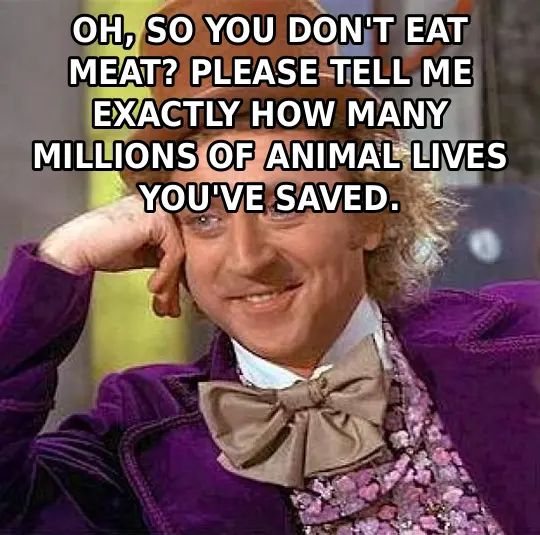 OH, SO YOU DON'T EAT
MEAT? PLEASE TELL ME
EXACTLY HOW MANY
MILLIONS OF ANIMAL LIVES
YOU'VE SAVED.